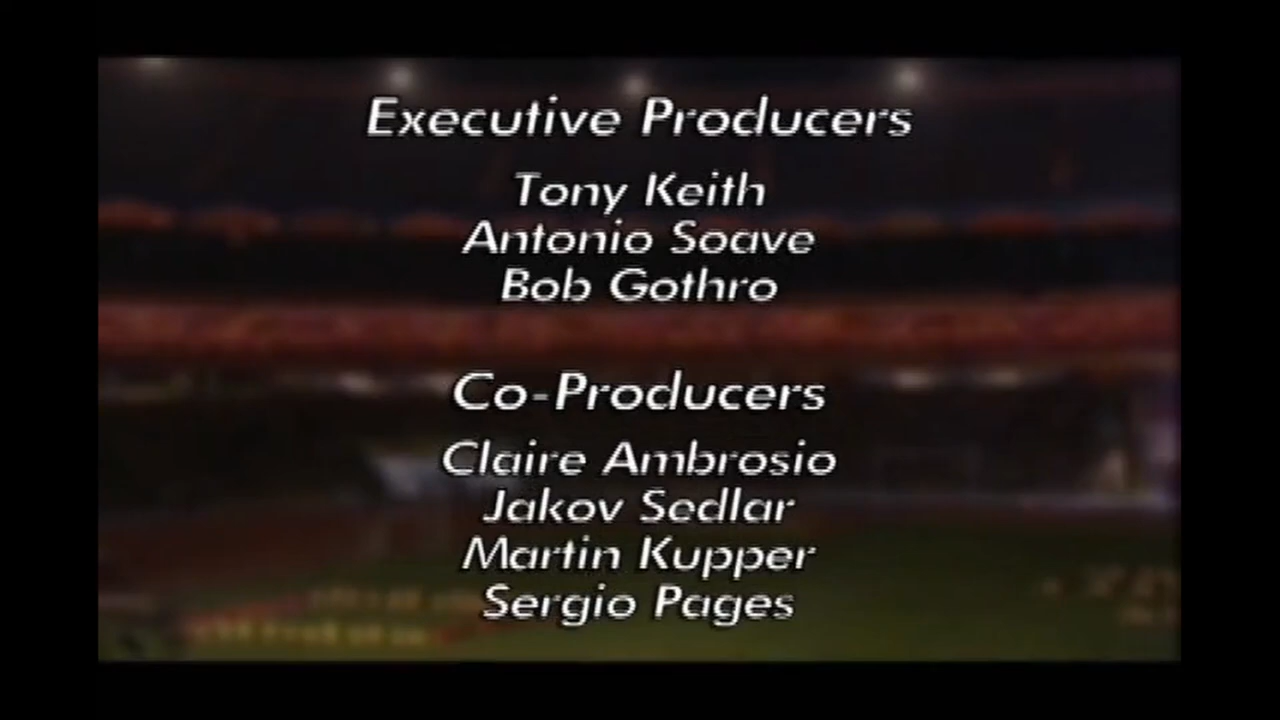 Executive Producers
Tony Keith
Antonio Soave
Bob Gothro
Co-Producers
Claire Ambrosio
Jakov Sedlar
Martin Kupper
Sergio Pages